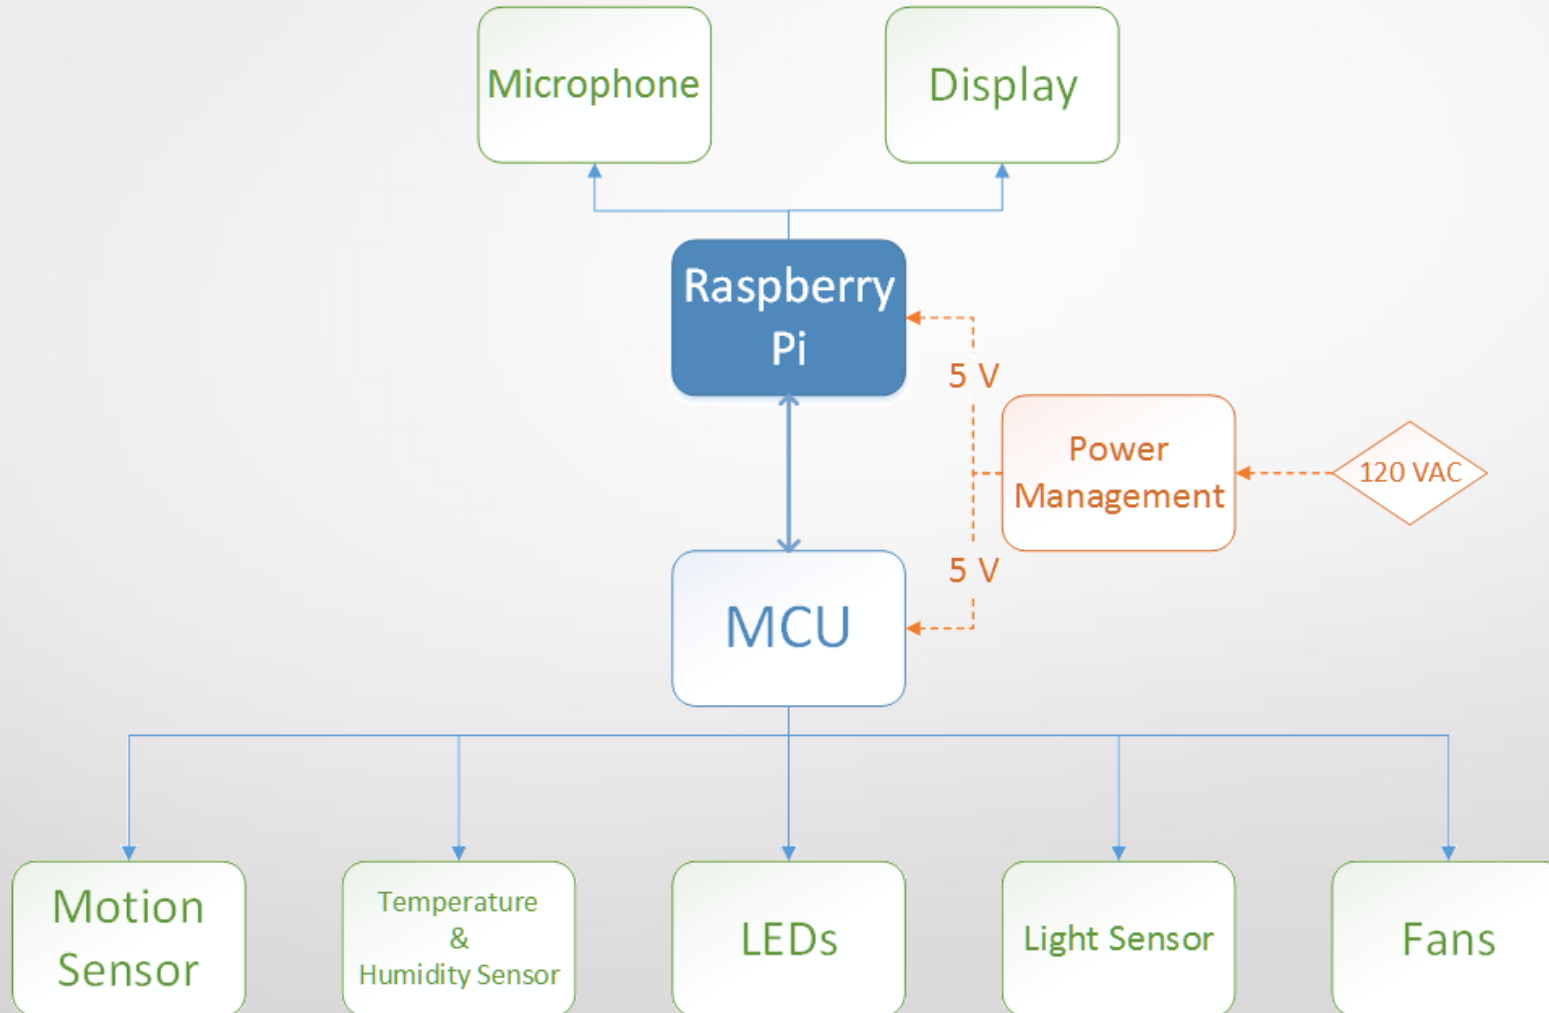 Microphone
Display
Raspberry
Pi
5 V
Power
Management
120 VAC
5 V
MCU
Motion
Sensor
Temperature
&
Humidity Sensor
LEDs
Light Sensor
Fans